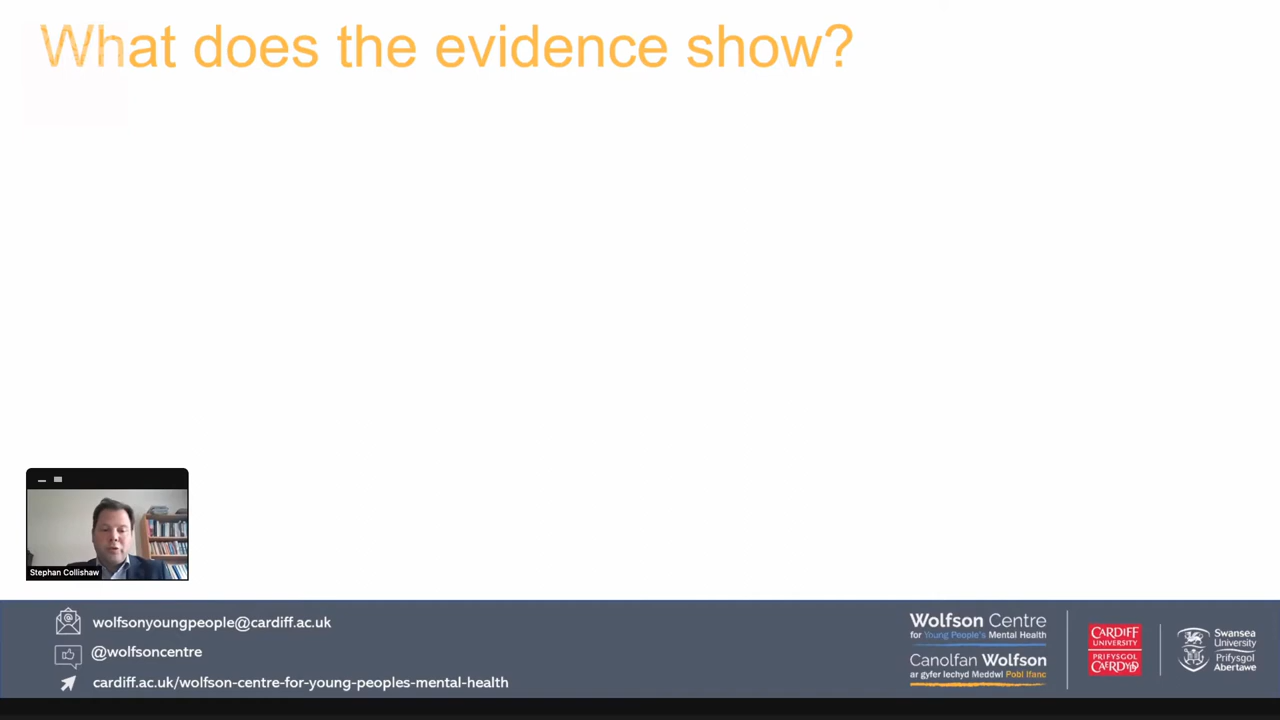 What does the evidence show?
Stephan Collishaw
wolfsonyoungpeople@cardiff.ac.uk
@wolfsoncentre
cardiff.ac.uk/wolfson-centre-for-young-peoples-mental-health
Wolfson Centre
for Young People's Mental Health
Canolfan Wolfson
ar gyfer Iechyd Meddwl Pobl Ifanc
CARDIFF
UNIVERSITY
PRIFYSGOL
CAERDYDD
Swansea
University
Prifysgol
Abertawe